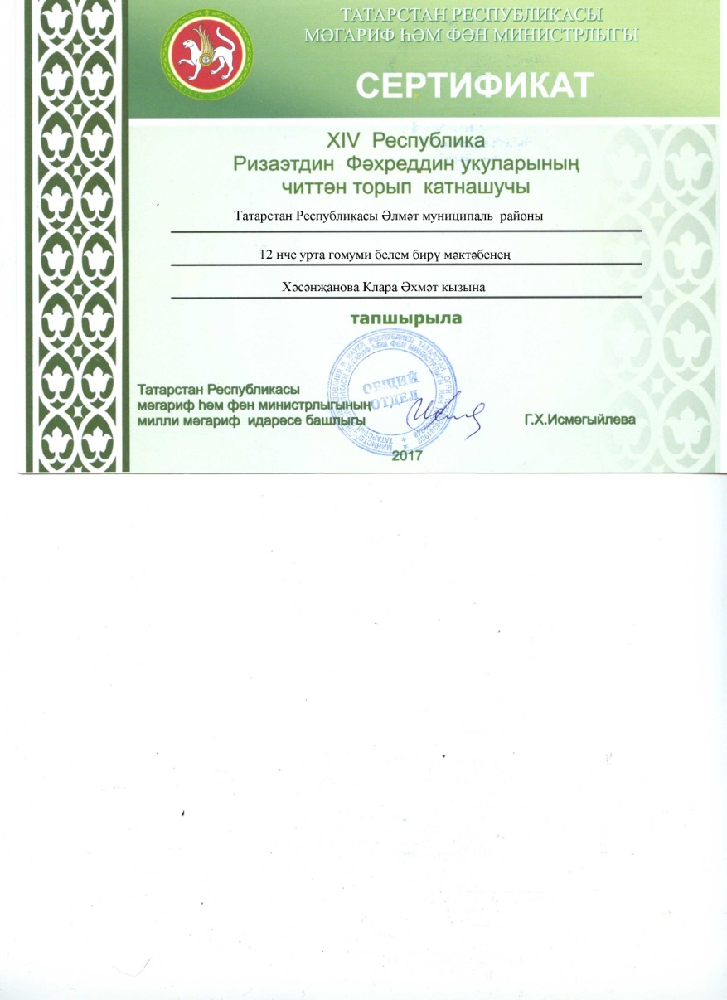 ТАТАРСТАН РЕСПУБЛИКАСЫ
МӘГАРИФ ҺӘМ ФӘН МИНИСТРЛЫГЫ
СЕРТИФИКАТ
XIV Республика
Ризаэтдин Фәхреддин укуларының
читтән торып катнашучы
Татарстан Республикасы Әлмәт муниципаль районы
12 нче урта гомуми белем бирү мәктәбенең
Хәсәнҗанова Клара Әхмәт кызына
тапшырыла
Татарстан Республикасы
мәгариф һәм фән министрлыгының
милли мәгариф идарәсе башлыгы
Г.Х.Исмәгыйлева
ОБЩИЙ
ОТДЕЛ
2017